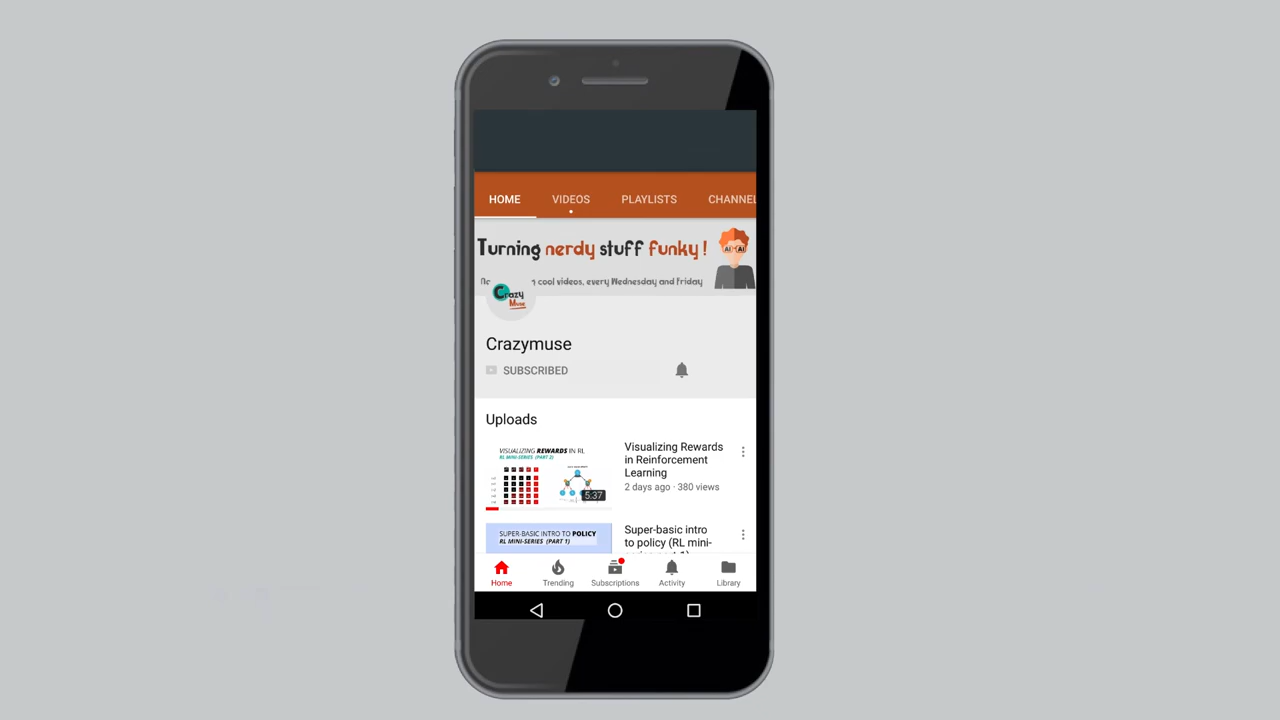 HOME VIDEOS PLAYLISTS CHANNEL
Turning nerdy stuff funky !
cool videos, every Wednesday and Friday
Crazy
Muse
Crazymuse
SUBSCRIBED
Uploads
VISUALIZING REWARDS IN RL
RL MINI-SERIES (PART 2)
5:37
Visualizing Rewards
in Reinforcement
Learning
2 days ago · 380 views
SUPER-BASIC INTRO TO POLICY
RL MINI-SERIES (PART 1)
Super-basic intro
to policy (RL mini-
series part 1)
Home Trending Subscriptions Activity Library